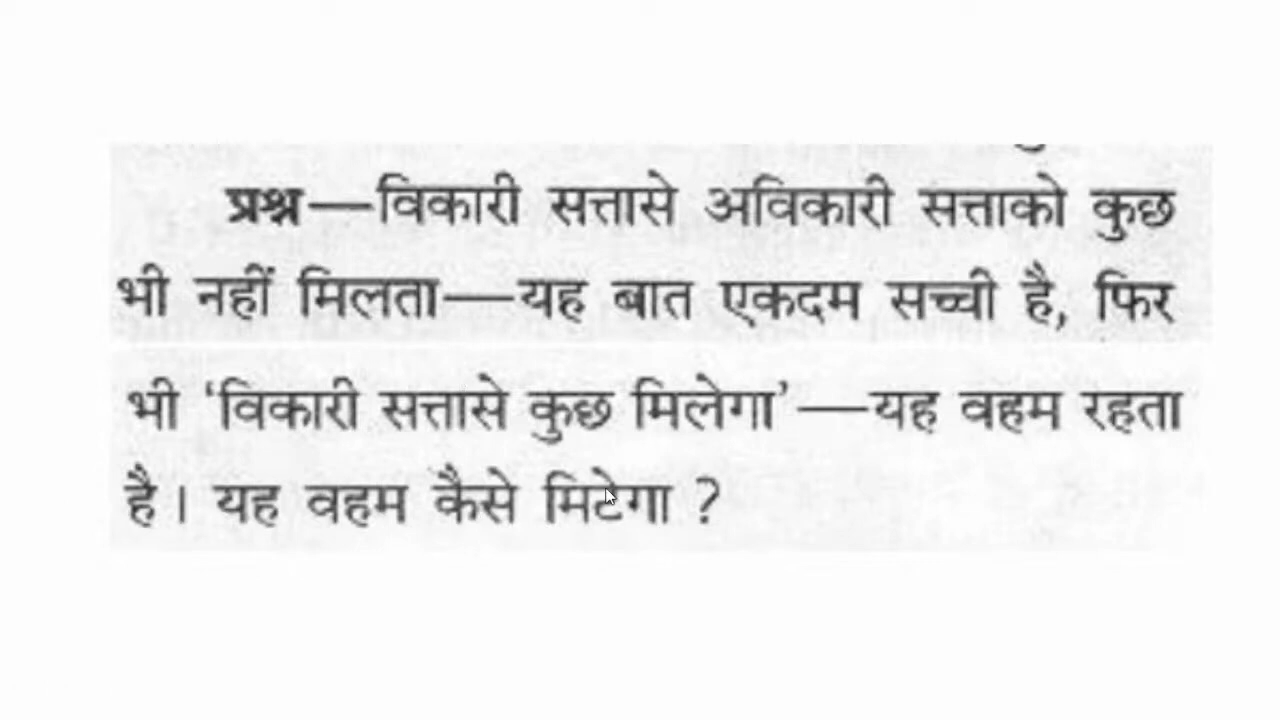 प्रश्न—विकारी सत्तासे अविकारी सत्ताको कुछ
भी नहीं मिलता—यह बात एकदम सच्ची है, फिर
भी ‘विकारी सत्तासे कुछ मिलेगा’—यह वहम रहता
है। यह वहम कैसे मिटेगा ?